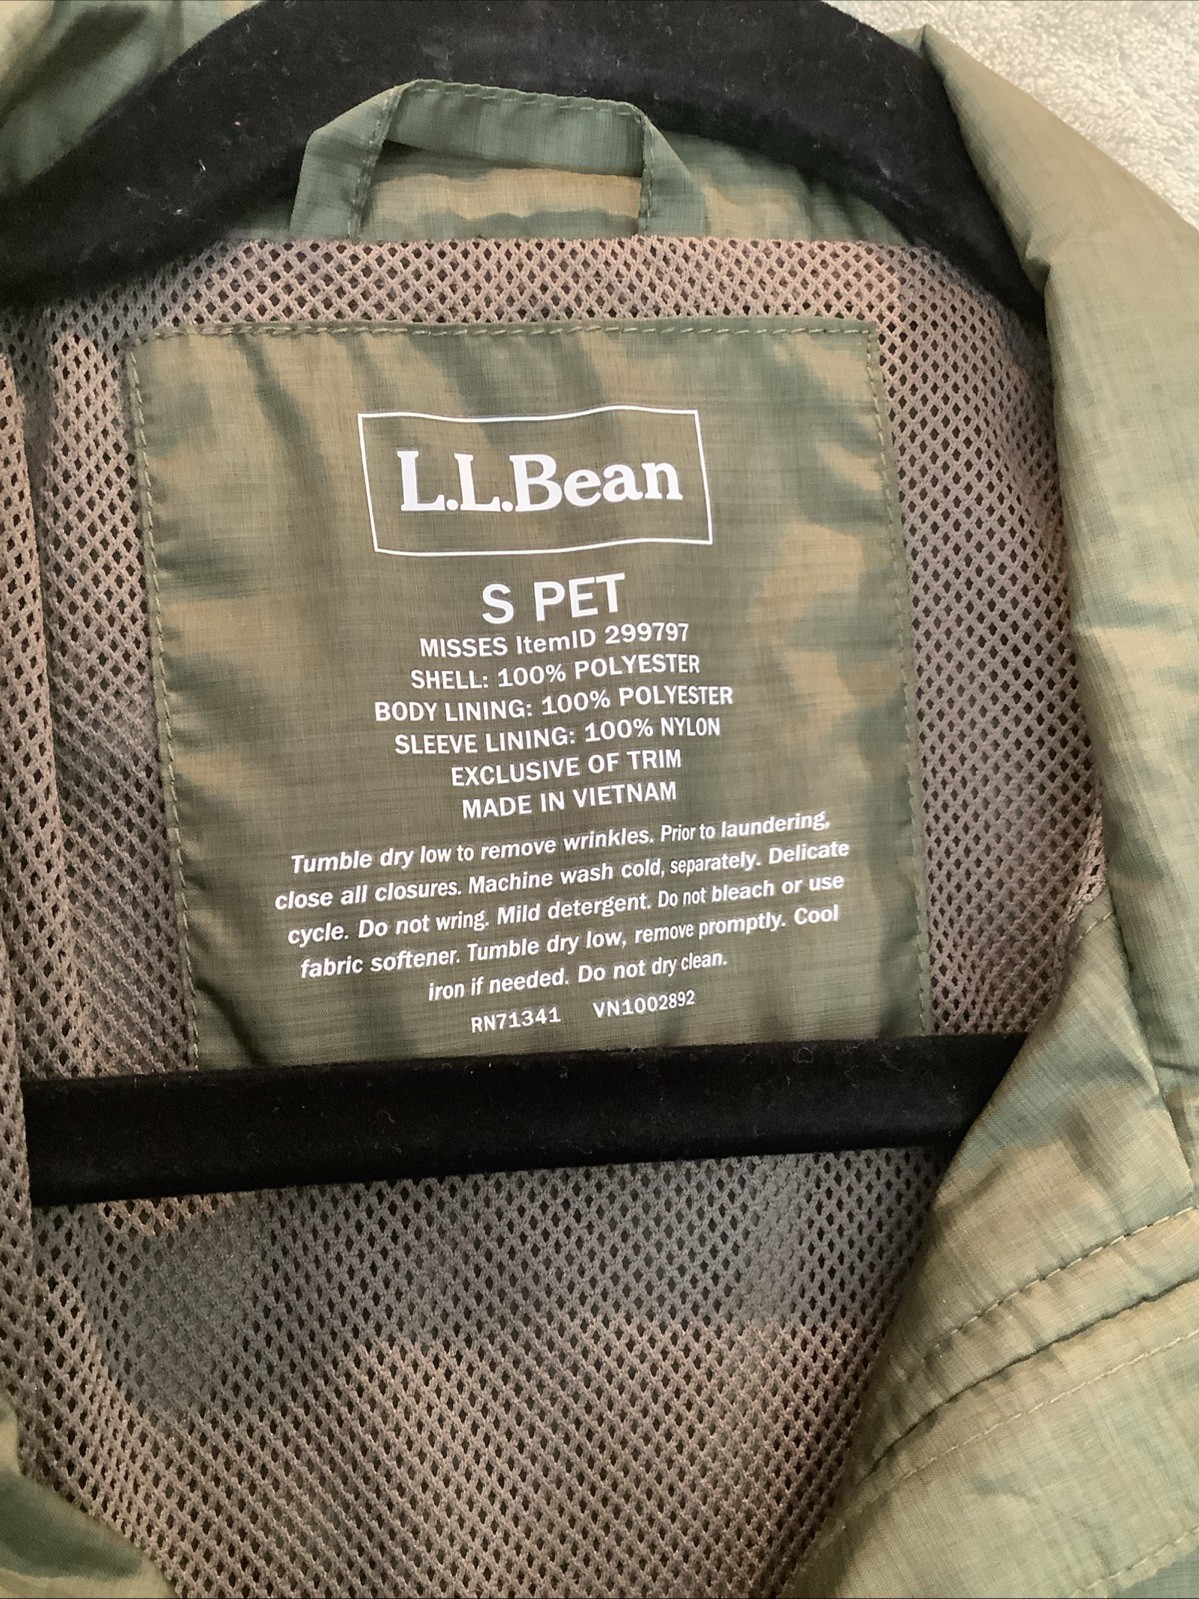 L.L.Bean
S PET
MISSES ItemID 299797
SHELL: 100% POLYESTER
BODY LINING: 100% POLYESTER
SLEEVE LINING: 100% NYLON
EXCLUSIVE OF TRIM
MADE IN VIETNAM
Tumble dry low to remove wrinkles. Prior to laundering,
close all closures. Machine wash cold, separately. Delicate
cycle. Do not wring. Mild detergent. Do not bleach or use
fabric softener. Tumble dry low, remove promptly. Cool
iron if needed. Do not dry clean.
RN71341 VN1002892